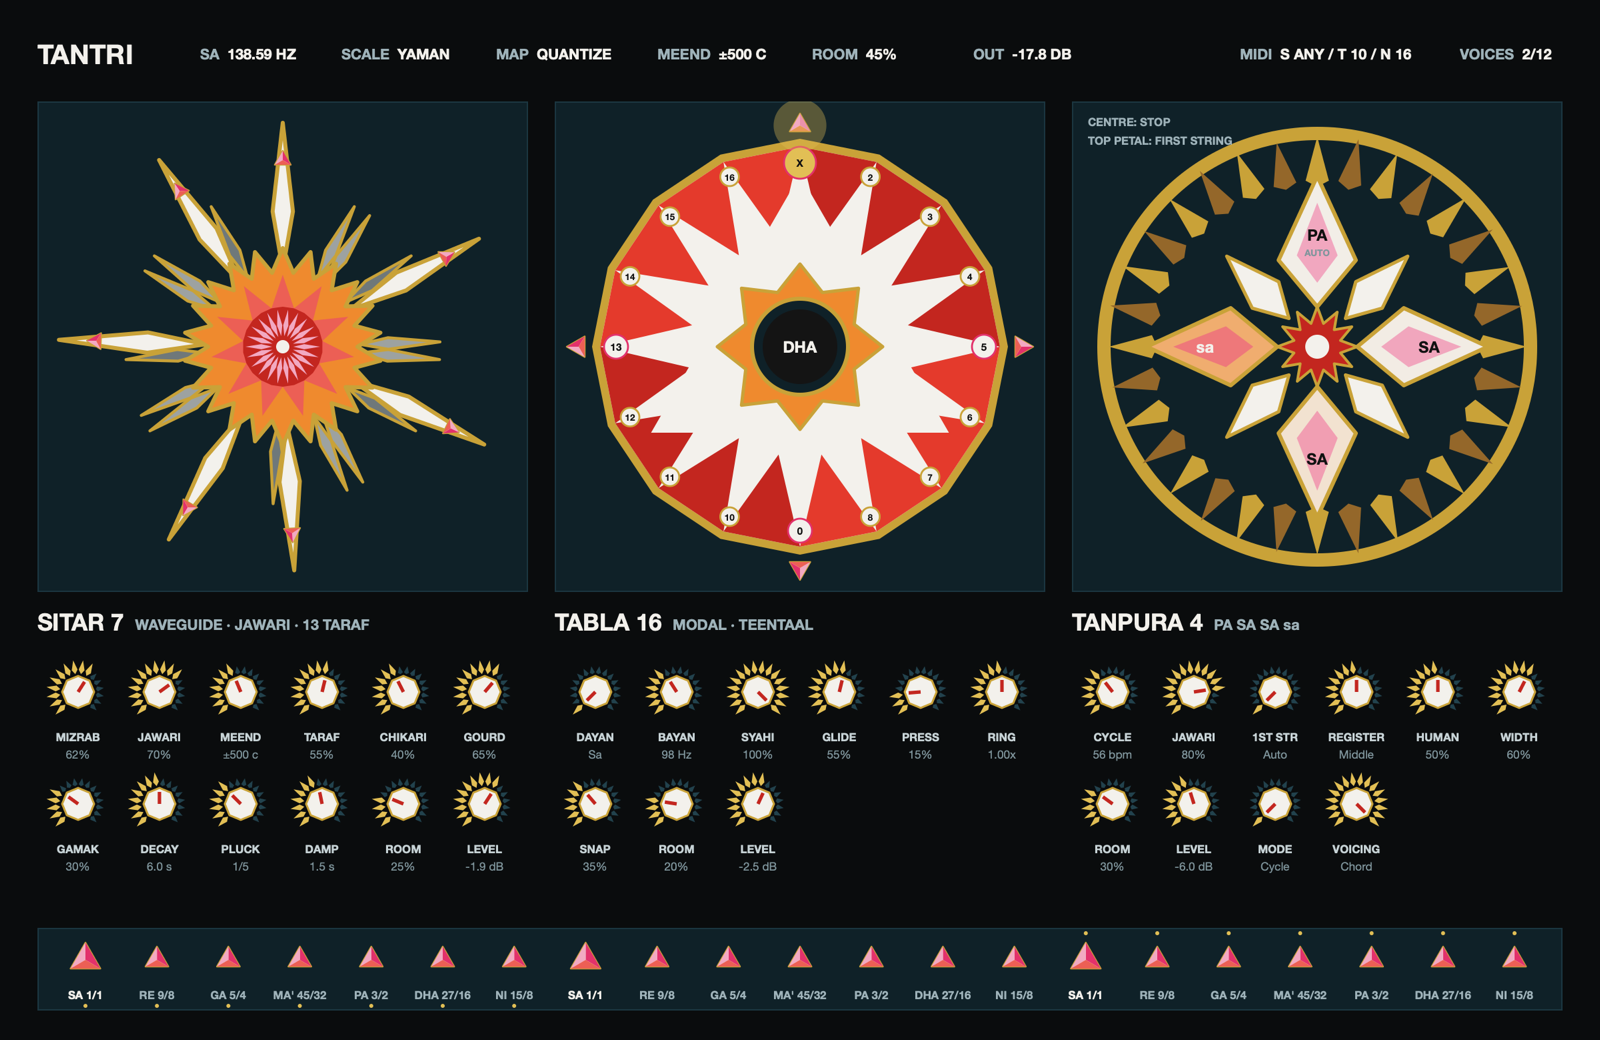 TANTRI SA 138.59 HZ SCALE YAMAN MAP QUANTIZE MEEND ±500 C ROOM 45% OUT -17.8 DB MIDI S ANY / T 10 / N 16 VOICES 2/12
X
16 2
15 3
14 4
13 DHA 5
12 6
11 7
10 8
0
CENTRE: STOP
TOP PETAL: FIRST STRING
PA
AUTO
sa SA
SA
SITAR 7 WAVEGUIDE · JAWARI · 13 TARAF
MIZRAB JAWARI MEEND TARAF CHIKARI GOURD
62% 70% ±500 c 55% 40% 65%
GAMAK DECAY PLUCK DAMP ROOM LEVEL
30% 6.0 s 1/5 1.5 s 25% -1.9 dB
TABLA 16 MODAL · TEENTAAL
DAYAN BAYAN SYAHI GLIDE PRESS RING
Sa 98 Hz 100% 55% 15% 1.00x
SNAP ROOM LEVEL
35% 20% -2.5 dB
TANPURA 4 PA SA SA sa
CYCLE JAWARI 1ST STR REGISTER HUMAN WIDTH
56 bpm 80% Auto Middle 50% 60%
ROOM LEVEL MODE VOICING
30% -6.0 dB Cycle Chord
SA 1/1 RE 9/8 GA 5/4 MA' 45/32 PA 3/2 DHA 27/16 NI 15/8 SA 1/1 RE 9/8 GA 5/4 MA' 45/32 PA 3/2 DHA 27/16 NI 15/8 SA 1/1 RE 9/8 GA 5/4 MA' 45/32 PA 3/2 DHA 27/16 NI 15/8